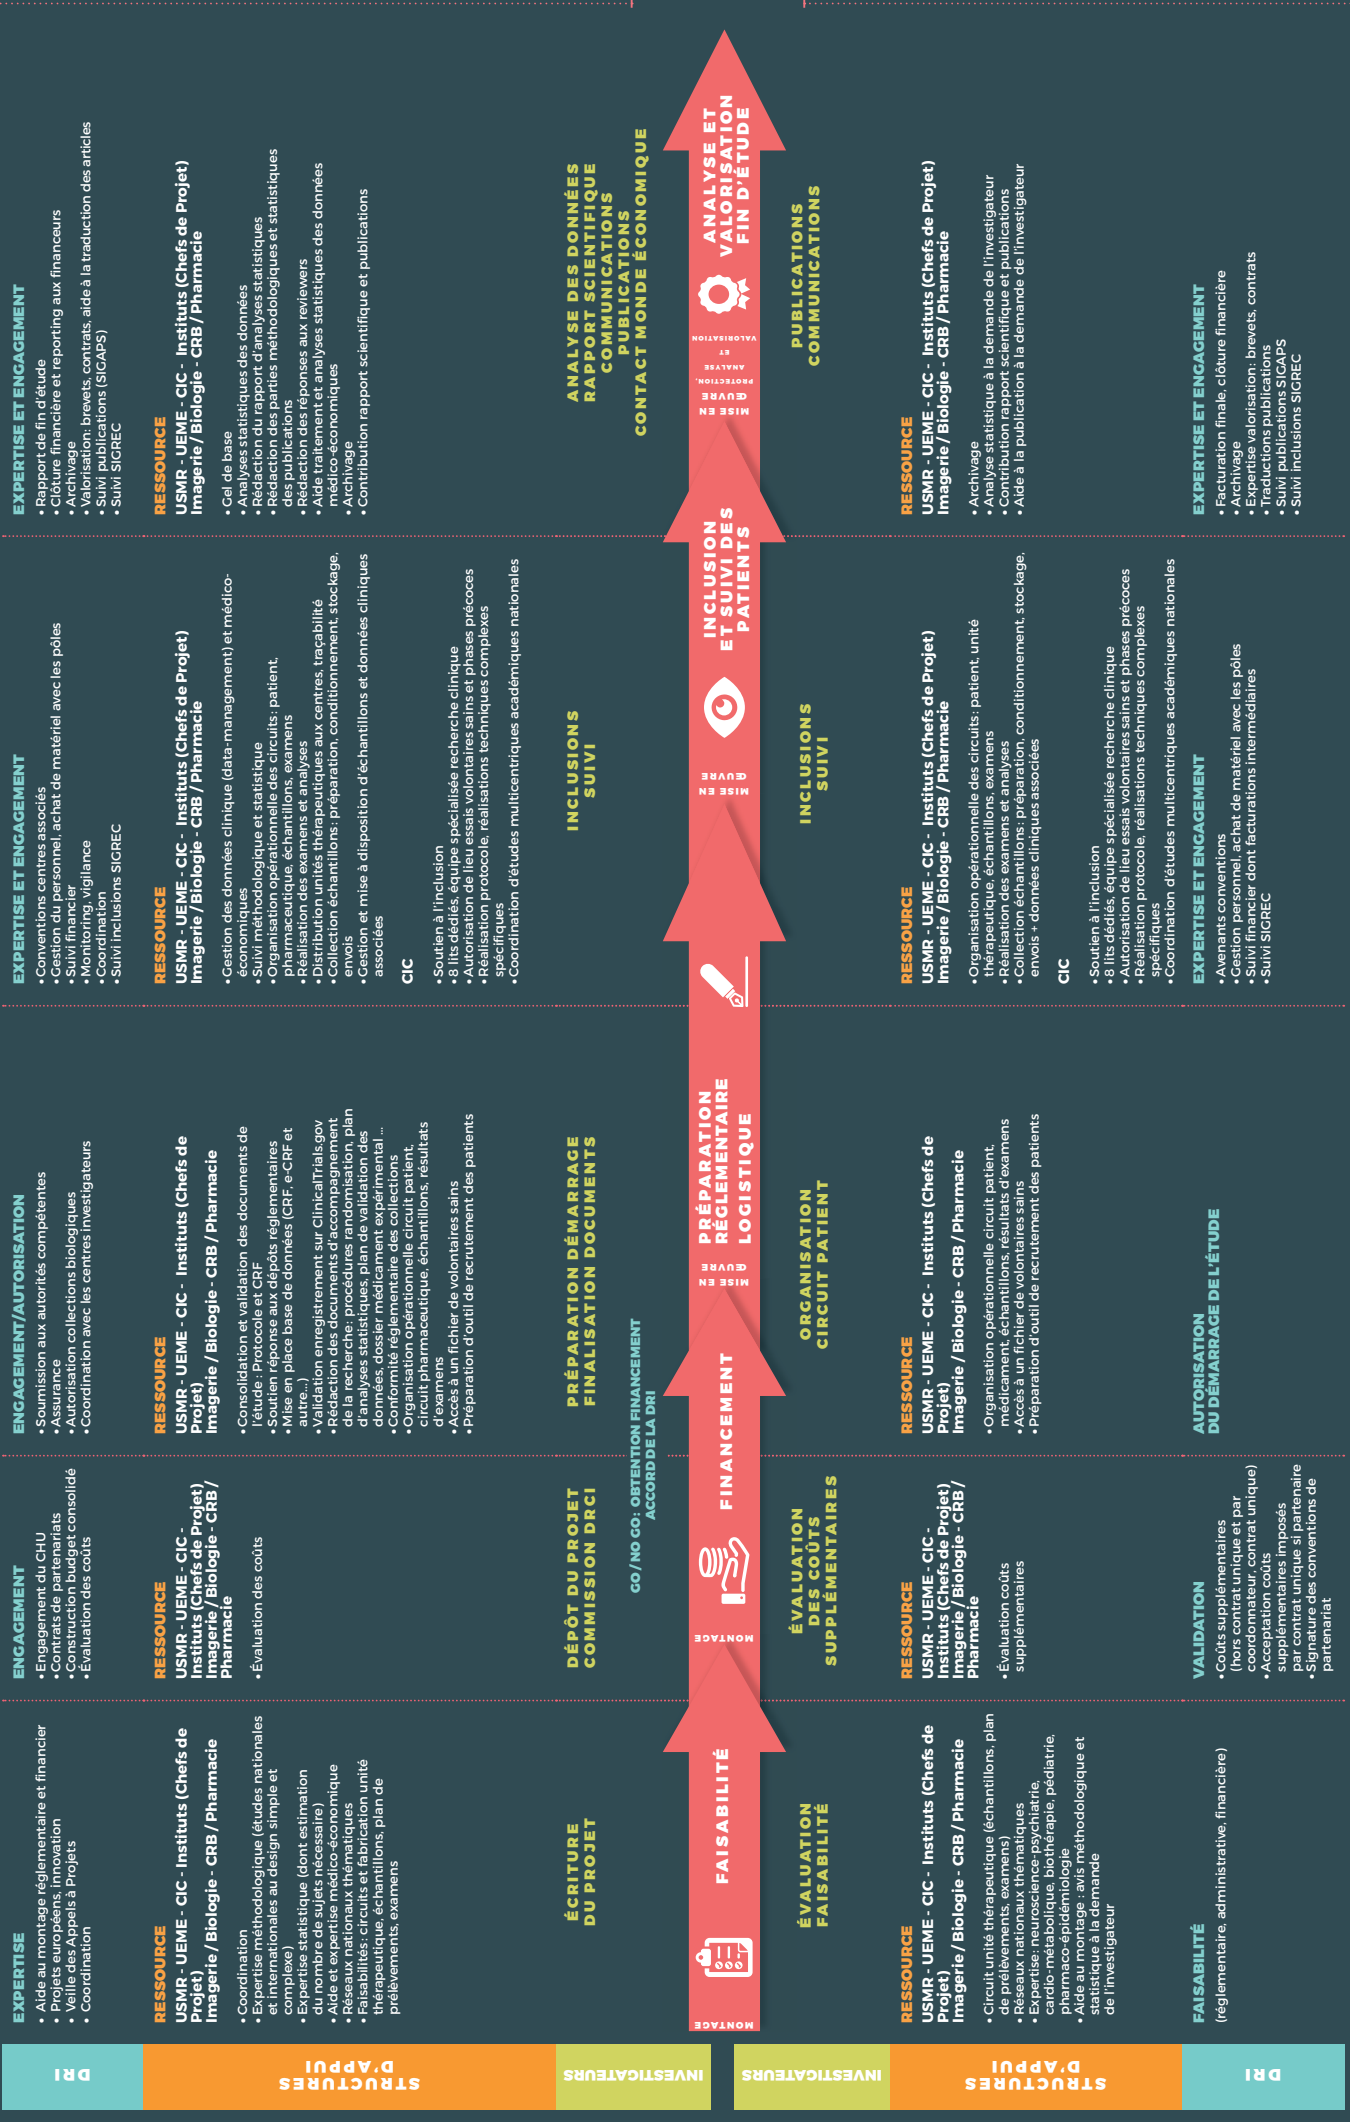 DRI
EXPERTISE
• Aide au montage réglementaire et financier
• Projets européens, innovation
• Veille des Appels à Projets
• Coordination
ENGAGEMENT
• Engagement du CHU
• Contrats de partenariats
• Construction budget consolidé
• Évaluation des coûts
ENGAGEMENT/AUTORISATION
• Soumission aux autorités compétentes
• Assurance
• Autorisation collections biologiques
• Coordination avec les centres investigateurs
EXPERTISE ET ENGAGEMENT
• Conventions centres associés
• Gestion du personnel, achat de matériel avec les pôles
• Suivi financier
• Monitoring, vigilance
• Coordination
• Suivi inclusions SIGREC
EXPERTISE ET ENGAGEMENT
• Rapport de fin d'étude
• Clôture financière et reporting aux financeurs
• Archivage
• Valorisation: brevets, contrats, aide à la traduction des articles
• Suivi publications (SIGAPS)
• Suivi SIGREC
STRUCTURES
D'APPUI
RESSOURCE
USMR - UEME - CIC - Instituts (Chefs de
Projet)
Imagerie / Biologie - CRB / Pharmacie
• Coordination
• Expertise méthodologique (études nationales
et internationales au design simple et
complexe)
• Expertise statistique (dont estimation
du nombre de sujets nécessaire)
• Aide et expertise médico-économique
• Réseaux nationaux thématiques
• Faisabilités: circuits et fabrication unité
thérapeutique, échantillons, plan de
prélèvements, examens
RESSOURCE
USMR - UEME - CIC -
Instituts (Chefs de Projet)
Imagerie / Biologie - CRB /
Pharmacie
• Évaluation des coûts
RESSOURCE
USMR - UEME - CIC - Instituts (Chefs de
Projet)
Imagerie / Biologie - CRB / Pharmacie
• Consolidation et validation des documents de
l'étude : Protocole et CRF
• Soutien réponse aux dépôts réglementaires
• Mise en place base de données (CRF, e-CRF et
autre...)
• Validation enregistrement sur ClinicalTrials.gov
• Rédaction des documents d'accompagnement
de la recherche : procédures randomisation, plan
d'analyses statistiques, plan de validation des
données, dossier médicament expérimental ...
• Conformité réglementaire des collections
• Organisation opérationnelle circuit patient,
circuit pharmaceutique, échantillons, résultats
d'examens
• Accès à un fichier de volontaires sains
• Préparation d'outil de recrutement des patients
RESSOURCE
USMR - UEME - CIC - Instituts (Chefs de Projet)
Imagerie / Biologie - CRB / Pharmacie
• Gestion des données clinique (data-management) et médico-
économiques
• Suivi méthodologique et statistique
• Organisation opérationnelle des circuits : patient,
pharmaceutique, échantillons, examens
• Réalisation des examens et analyses
• Distribution unités thérapeutiques aux centres, traçabilité
• Collection échantillons : préparation, conditionnement, stockage,
envois
• Gestion et mise à disposition d'échantillons et données cliniques
associées
CIC
• Soutien à l'inclusion
• 8 lits dédiés, équipe spécialisée recherche clinique
• Autorisation de lieu essais volontaires sains et phases précoces
• Réalisation protocole, réalisations techniques complexes
spécifiques
• Coordination d'études multicentriques académiques nationales
RESSOURCE
USMR - UEME - CIC - Instituts (Chefs de Projet)
Imagerie / Biologie - CRB / Pharmacie
• Gel de base
• Analyses statistiques des données
• Rédaction du rapport d'analyses statistiques
• Rédaction des parties méthodologiques et statistiques
des publications
• Rédaction des réponses aux reviewers
• Aide traitement et analyses statistiques des données
médico-économiques
• Archivage
• Contribution rapport scientifique et publications
INVESTIGATEURS
ÉCRITURE
DU PROJET
DÉPÔT DU PROJET
COMMISSION DRCI
GO / NO GO : OBTENTION FINANCEMENT
ACCORD DE LA DRI
PRÉPARATION DÉMARRAGE
FINALISATION DOCUMENTS
INCLUSIONS
SUIVI
ANALYSE DES DONNÉES
RAPPORT SCIENTIFIQUE
COMMUNICATIONS
PUBLICATIONS
CONTACT MONDE ÉCONOMIQUE
MONTAGE
FAISABILITÉ
MONTAGE
FINANCEMENT
MISE EN
ŒUVRE
PRÉPARATION
RÉGLEMENTAIRE
LOGISTIQUE
MISE EN
ŒUVRE
INCLUSION
ET SUIVI DES
PATIENTS
MISE EN
ŒUVRE
PROTECTION,
ANALYSE
ET
VALORISATION
ANALYSE ET
VALORISATION
FIN D'ÉTUDE
INVESTIGATEURS
ÉVALUATION
FAISABILITÉ
ÉVALUATION
DES COÛTS
SUPPLÉMENTAIRES
ORGANISATION
CIRCUIT PATIENT
INCLUSIONS
SUIVI
PUBLICATIONS
COMMUNICATIONS
STRUCTURES
D'APPUI
RESSOURCE
USMR - UEME - CIC - Instituts (Chefs de
Projet)
Imagerie / Biologie - CRB / Pharmacie
• Circuit unité thérapeutique (échantillons, plan
de prélèvements, examens)
• Réseaux nationaux thématiques
• Expertise : neuroscience-psychiatrie,
cardio-métabolique, biothérapie, pédiatrie,
pharmaco-épidémiologie
• Aide au montage : avis méthodologique et
statistique à la demande
de l'investigateur
RESSOURCE
USMR - UEME - CIC -
Instituts (Chefs de Projet)
Imagerie / Biologie - CRB /
Pharmacie
• Évaluation coûts
supplémentaires
RESSOURCE
USMR - UEME - CIC - Instituts (Chefs de
Projet)
Imagerie / Biologie - CRB / Pharmacie
• Organisation opérationnelle circuit patient,
médicament, échantillons, résultats d'examens
• Accès à un fichier de volontaires sains
• Préparation d'outil de recrutement des patients
RESSOURCE
USMR - UEME - CIC - Instituts (Chefs de Projet)
Imagerie / Biologie - CRB / Pharmacie
• Organisation opérationnelle des circuits : patient, unité
thérapeutique, échantillons, examens
• Réalisation des examens et analyses
• Collection échantillons : préparation, conditionnement, stockage,
envois + données cliniques associées
CIC
• Soutien à l'inclusion
• 8 lits dédiés, équipe spécialisée recherche clinique
• Autorisation de lieu essais volontaires sains et phases précoces
• Réalisation protocole, réalisations techniques complexes
spécifiques
• Coordination d'études multicentriques académiques nationales
RESSOURCE
USMR - UEME - CIC - Instituts (Chefs de Projet)
Imagerie / Biologie - CRB / Pharmacie
• Archivage
• Analyse statistique à la demande de l'investigateur
• Contribution rapport scientifique et publications
• Aide à la publication à la demande de l'investigateur
DRI
FAISABILITÉ
(réglementaire, administrative, financière)
VALIDATION
• Coûts supplémentaires
(hors contrat unique et par
coordonnateur, contrat unique)
• Acceptation coûts
supplémentaires imposés
par contrat unique si partenaire
• Signature des conventions de
partenariat
AUTORISATION
DU DÉMARRAGE DE L'ÉTUDE
EXPERTISE ET ENGAGEMENT
• Avenants conventions
• Gestion personnel, achat de matériel avec les pôles
• Suivi financier dont facturations intermédiaires
• Suivi SIGREC
EXPERTISE ET ENGAGEMENT
• Facturation finale, clôture financière
• Archivage
• Expertise valorisation : brevets, contrats
• Traductions publications
• Suivi publications SIGAPS
• Suivi inclusions SIGREC